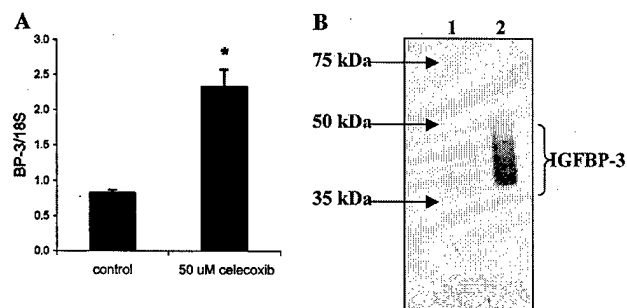 A
BP-3/18S
3.0
2.5
2.0
1.5
1.0
0.5
0.0
*
control
50 uM celecoxib
B
1 2
75 kDa
50 kDa
IGFBP-3
35 kDa